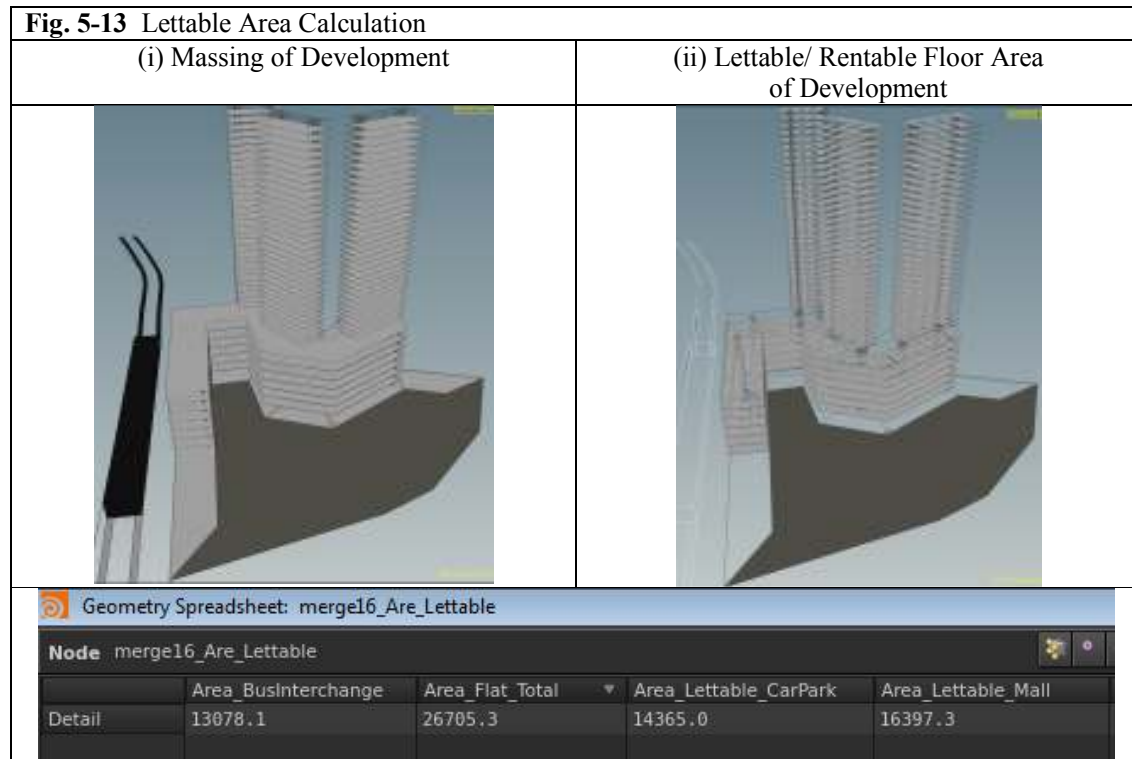 Fig. 5-13 Lettable Area Calculation
(i) Massing of Development
(ii) Lettable/ Rentable Floor Area
of Development
Geometry Spreadsheet: merge16_Are_Lettable
Node merge16_Are_Lettable
Area_BusInterchange Area_Flat_Total Area_Lettable_CarPark Area_Lettable_Mall
Detail 13078.1 26705.3 14365.0 16397.3